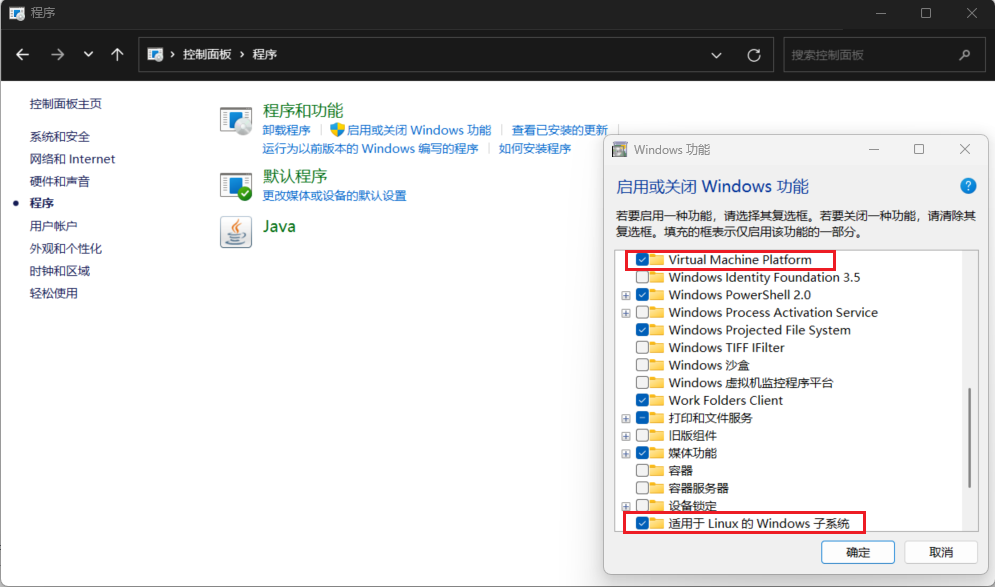 程序
控制面板 › 程序
搜索控制面板
控制面板主页
系统和安全
网络和 Internet
硬件和声音
程序
用户帐户
外观和个性化
时钟和区域
轻松使用
程序和功能
卸载程序
启用或关闭 Windows 功能
查看已安装的更新
运行为以前版本的 Windows 编写的程序
如何安装程序
默认程序
更改媒体或设备的默认设置
Java
Windows 功能
启用或关闭 Windows 功能
?
若要启用一种功能，请选择其复选框。若要关闭一种功能，请清除其
复选框。填充的框表示仅启用该功能的一部分。
Virtual Machine Platform
Windows Identity Foundation 3.5
Windows PowerShell 2.0
Windows Process Activation Service
Windows Projected File System
Windows TIFF IFilter
Windows 沙盒
Windows 虚拟机监控程序平台
Work Folders Client
打印和文件服务
旧版组件
媒体功能
容器
容器服务器
设备锁定
适用于 Linux 的 Windows 子系统
确定
取消